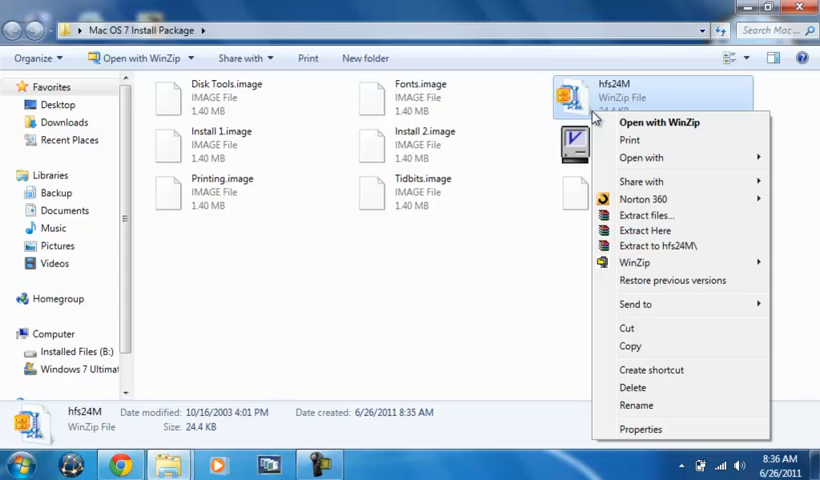 Mac OS 7 Install Package
Search Mac ...
Organize
Open with WinZip
Share with
Print
New folder
Favorites
Desktop
Downloads
Recent Places
Libraries
Backup
Documents
Music
Pictures
Videos
Homegroup
Computer
Installed Files (B:)
Windows 7 Ultimat
Disk Tools.image
IMAGE File
1.40 MB
Fonts.image
IMAGE File
1.40 MB
hfs24M
WinZip File
24.4 KB
Install 1.image
IMAGE File
1.40 MB
Install 2.image
IMAGE File
1.40 MB
Printing.image
IMAGE File
1.40 MB
Tidbits.image
IMAGE File
1.40 MB
Open with WinZip
Print
Open with
Share with
Norton 360
Extract files...
Extract Here
Extract to hfs24M\
WinZip
Restore previous versions
Send to
Cut
Copy
Create shortcut
Delete
Rename
Properties
hfs24M
WinZip File
Date modified: 10/16/2003 4:01 PM
Size: 24.4 KB
Date created: 6/26/2011 8:35 AM
8:36 AM
6/26/2011